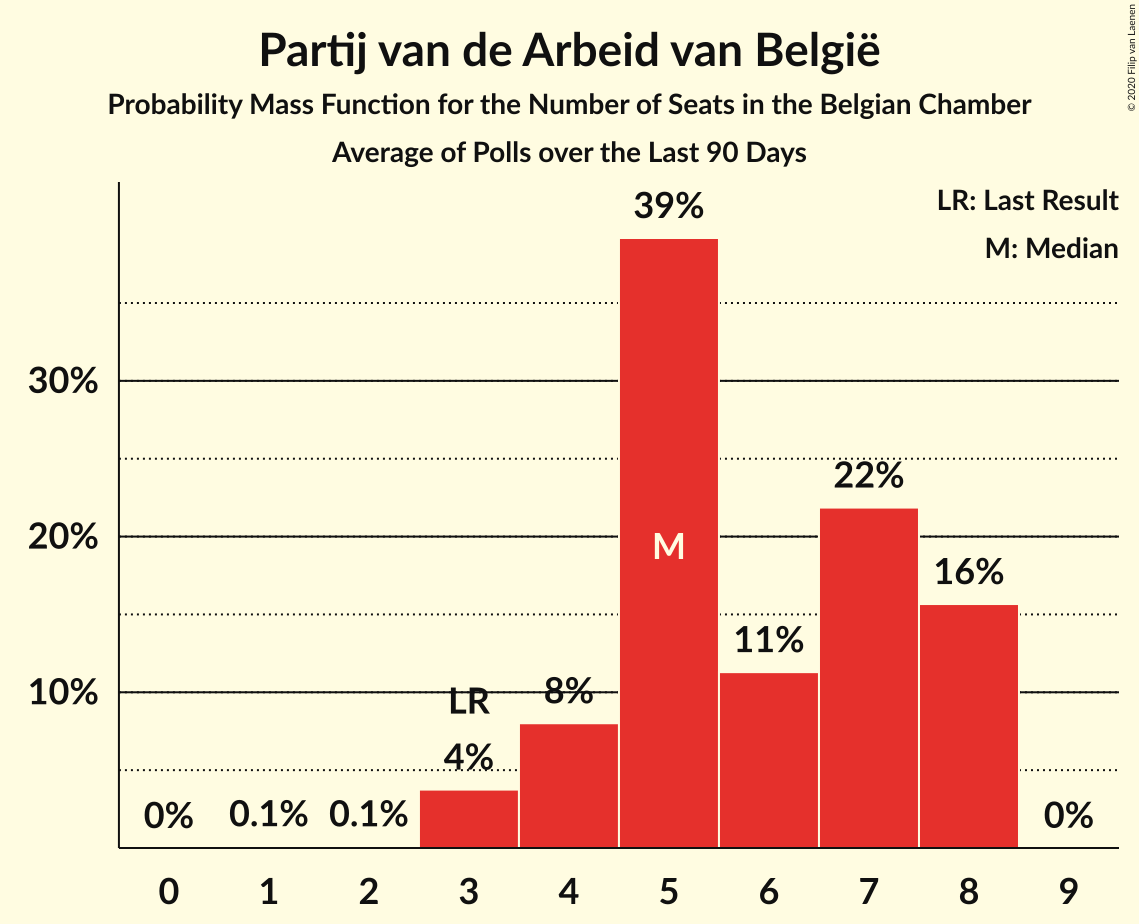 Partij van de Arbeid van België
Probability Mass Function for the Number of Seats in the Belgian Chamber
Average of Polls over the Last 90 Days
© 2020 Filip van Laenen
LR: Last Result
M: Median
39%
30%
22%
20%
M
16%
11%
10%
LR
8%
4%
0%
0.1%
0.1%
0%
0 1 2 3 4 5 6 7 8 9